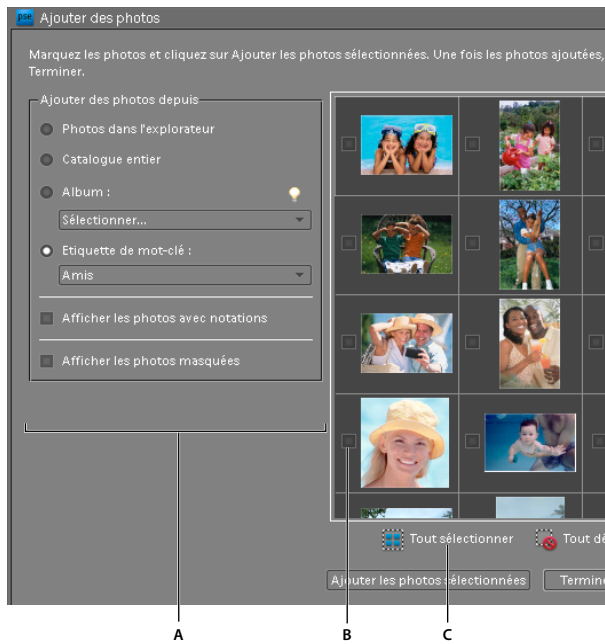 pse Ajouter des photos
Marquez les photos et cliquez sur Ajouter les photos sélectionnées. Une fois les photos ajoutées,
Terminer.
Ajouter des photos depuis
Photos dans l'explorateur
Catalogue entier
Album :
Sélectionner...
Etiquette de mot-clé :
Amis
Afficher les photos avec notations
Afficher les photos masquées
Tout sélectionner Tout dé
Ajouter les photos sélectionnées Termine
A B C